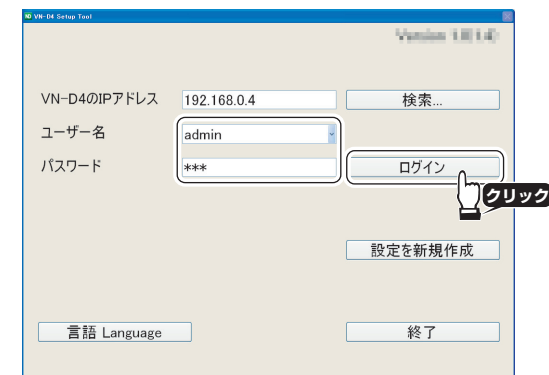 VN-D4 Setup Tool
VN-D4のIPアドレス 192.168.0.4 検索...
ユーザー名 admin
パスワード *** ログイン
クリック
設定を新規作成
言語 Language 終了